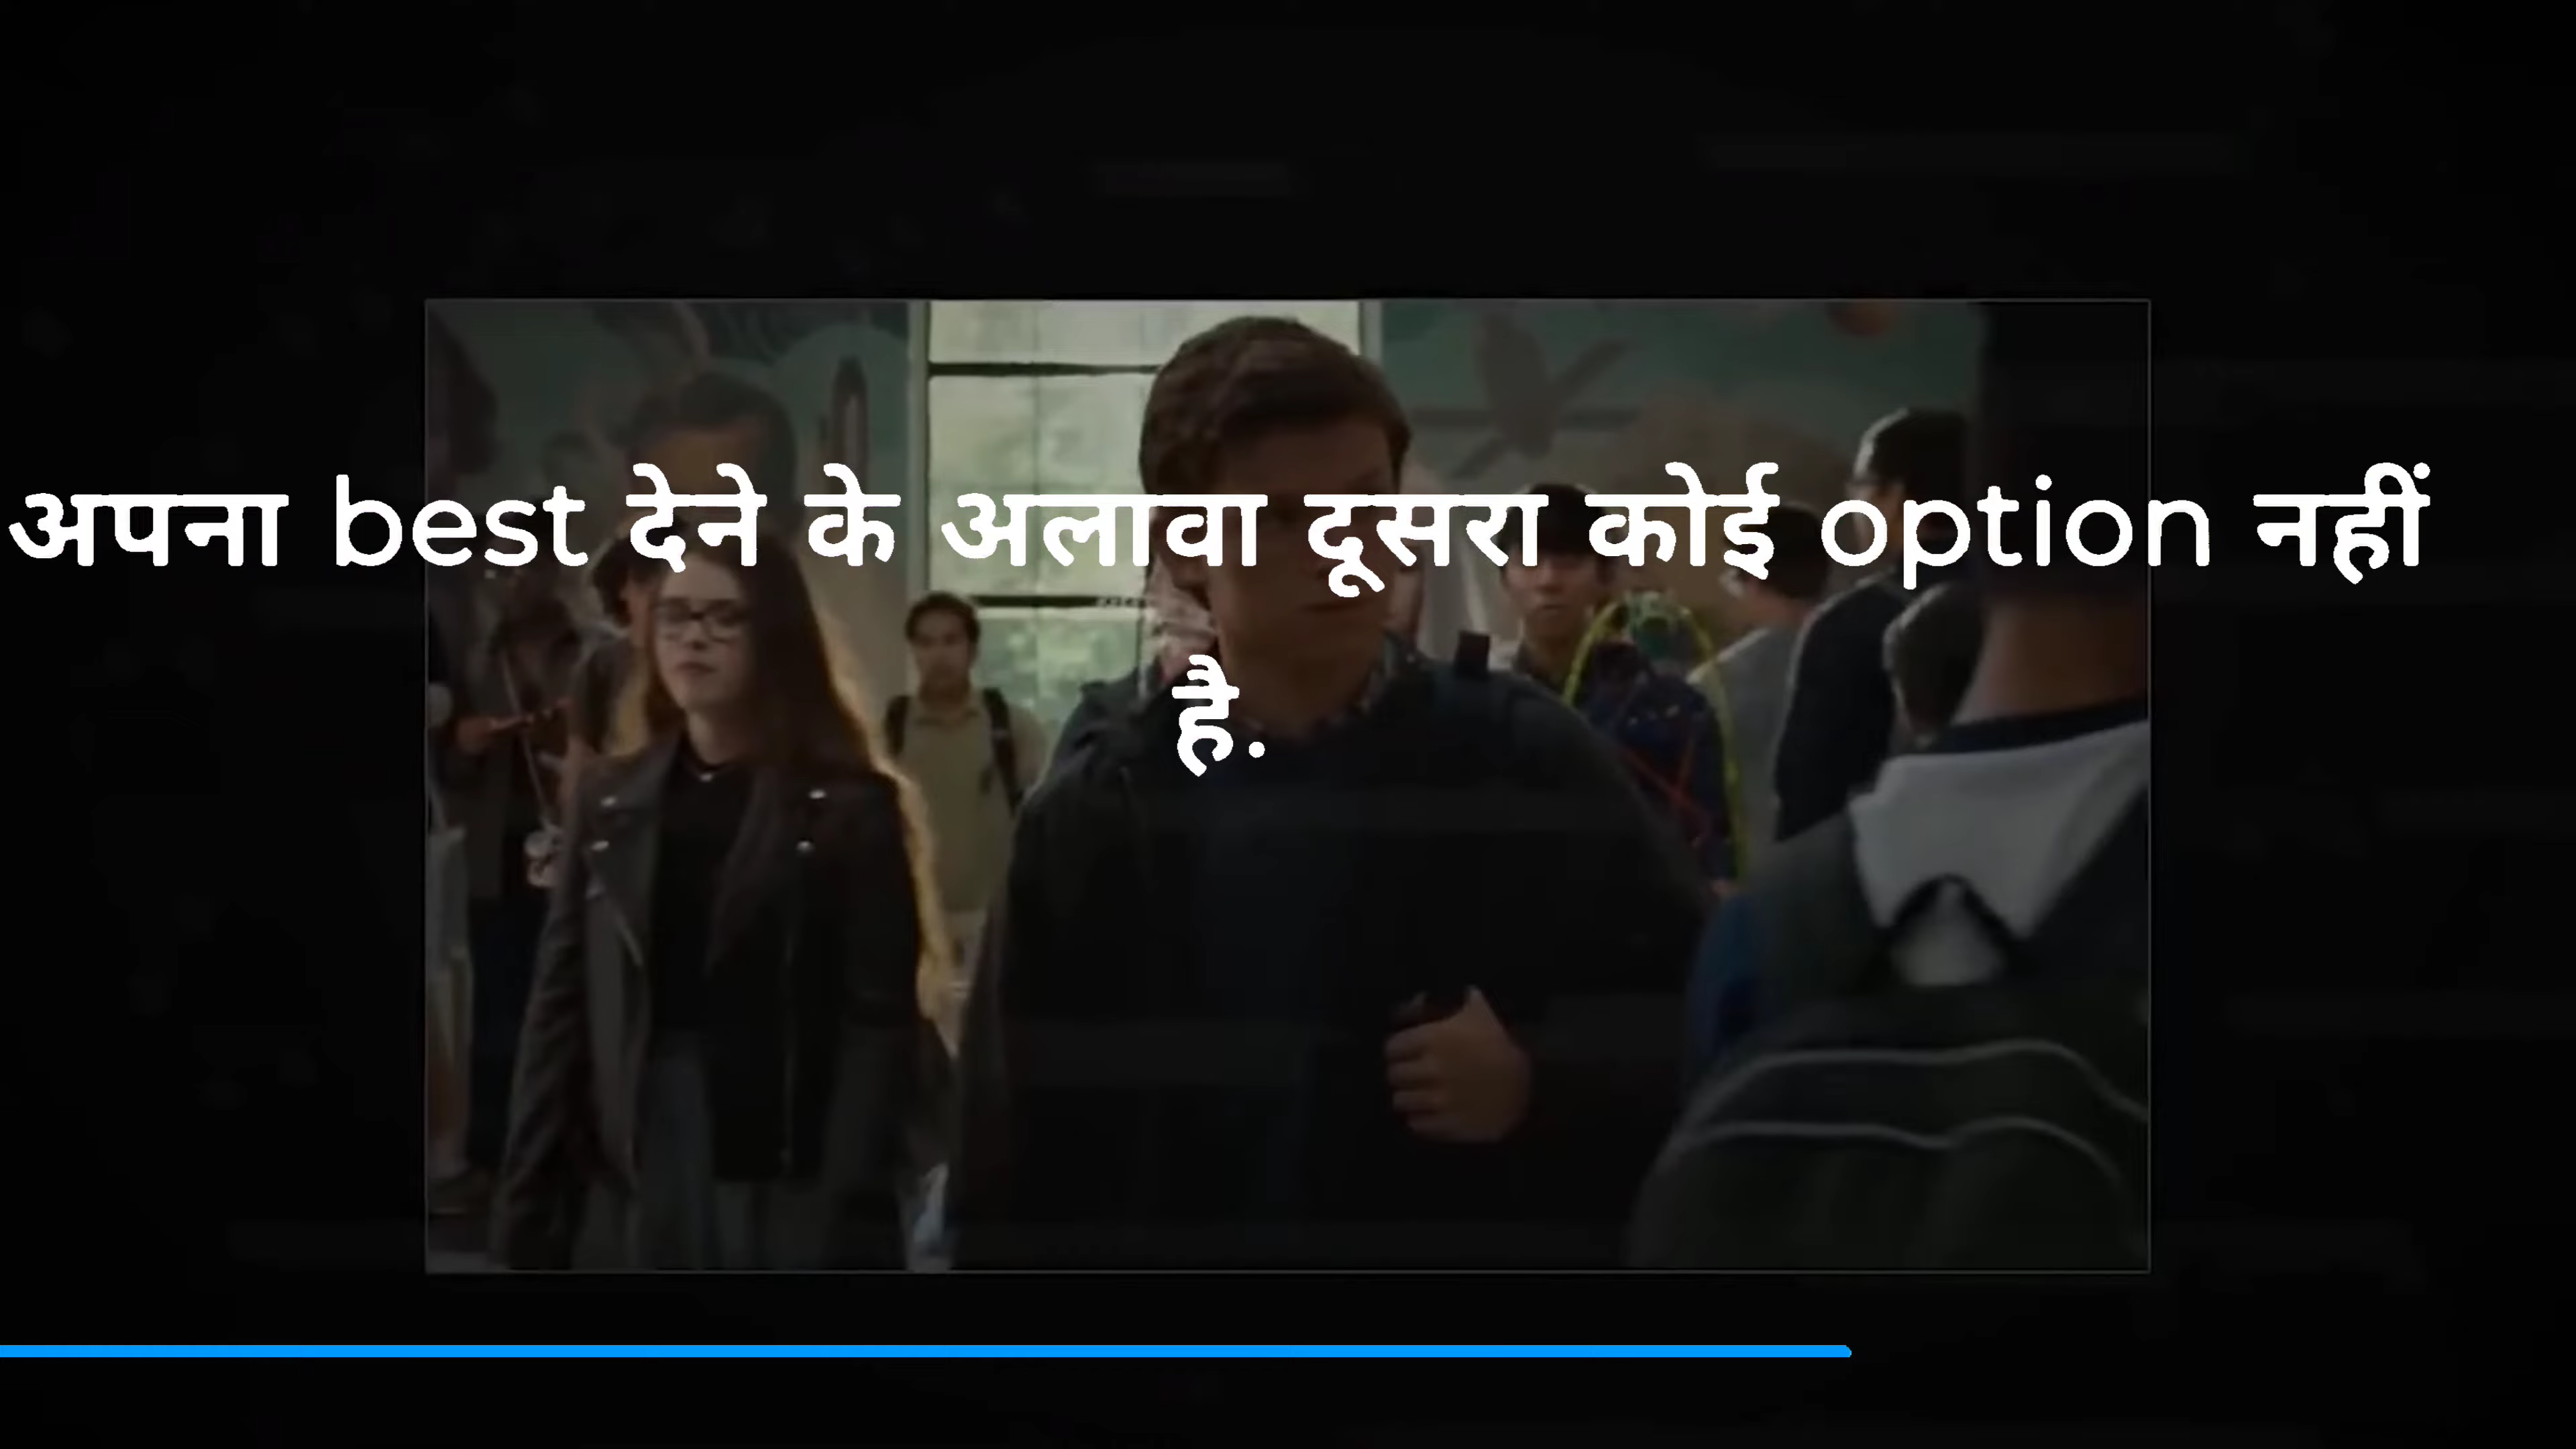 अपना best देने के अलावा दूसरा कोई option नहीं
है.